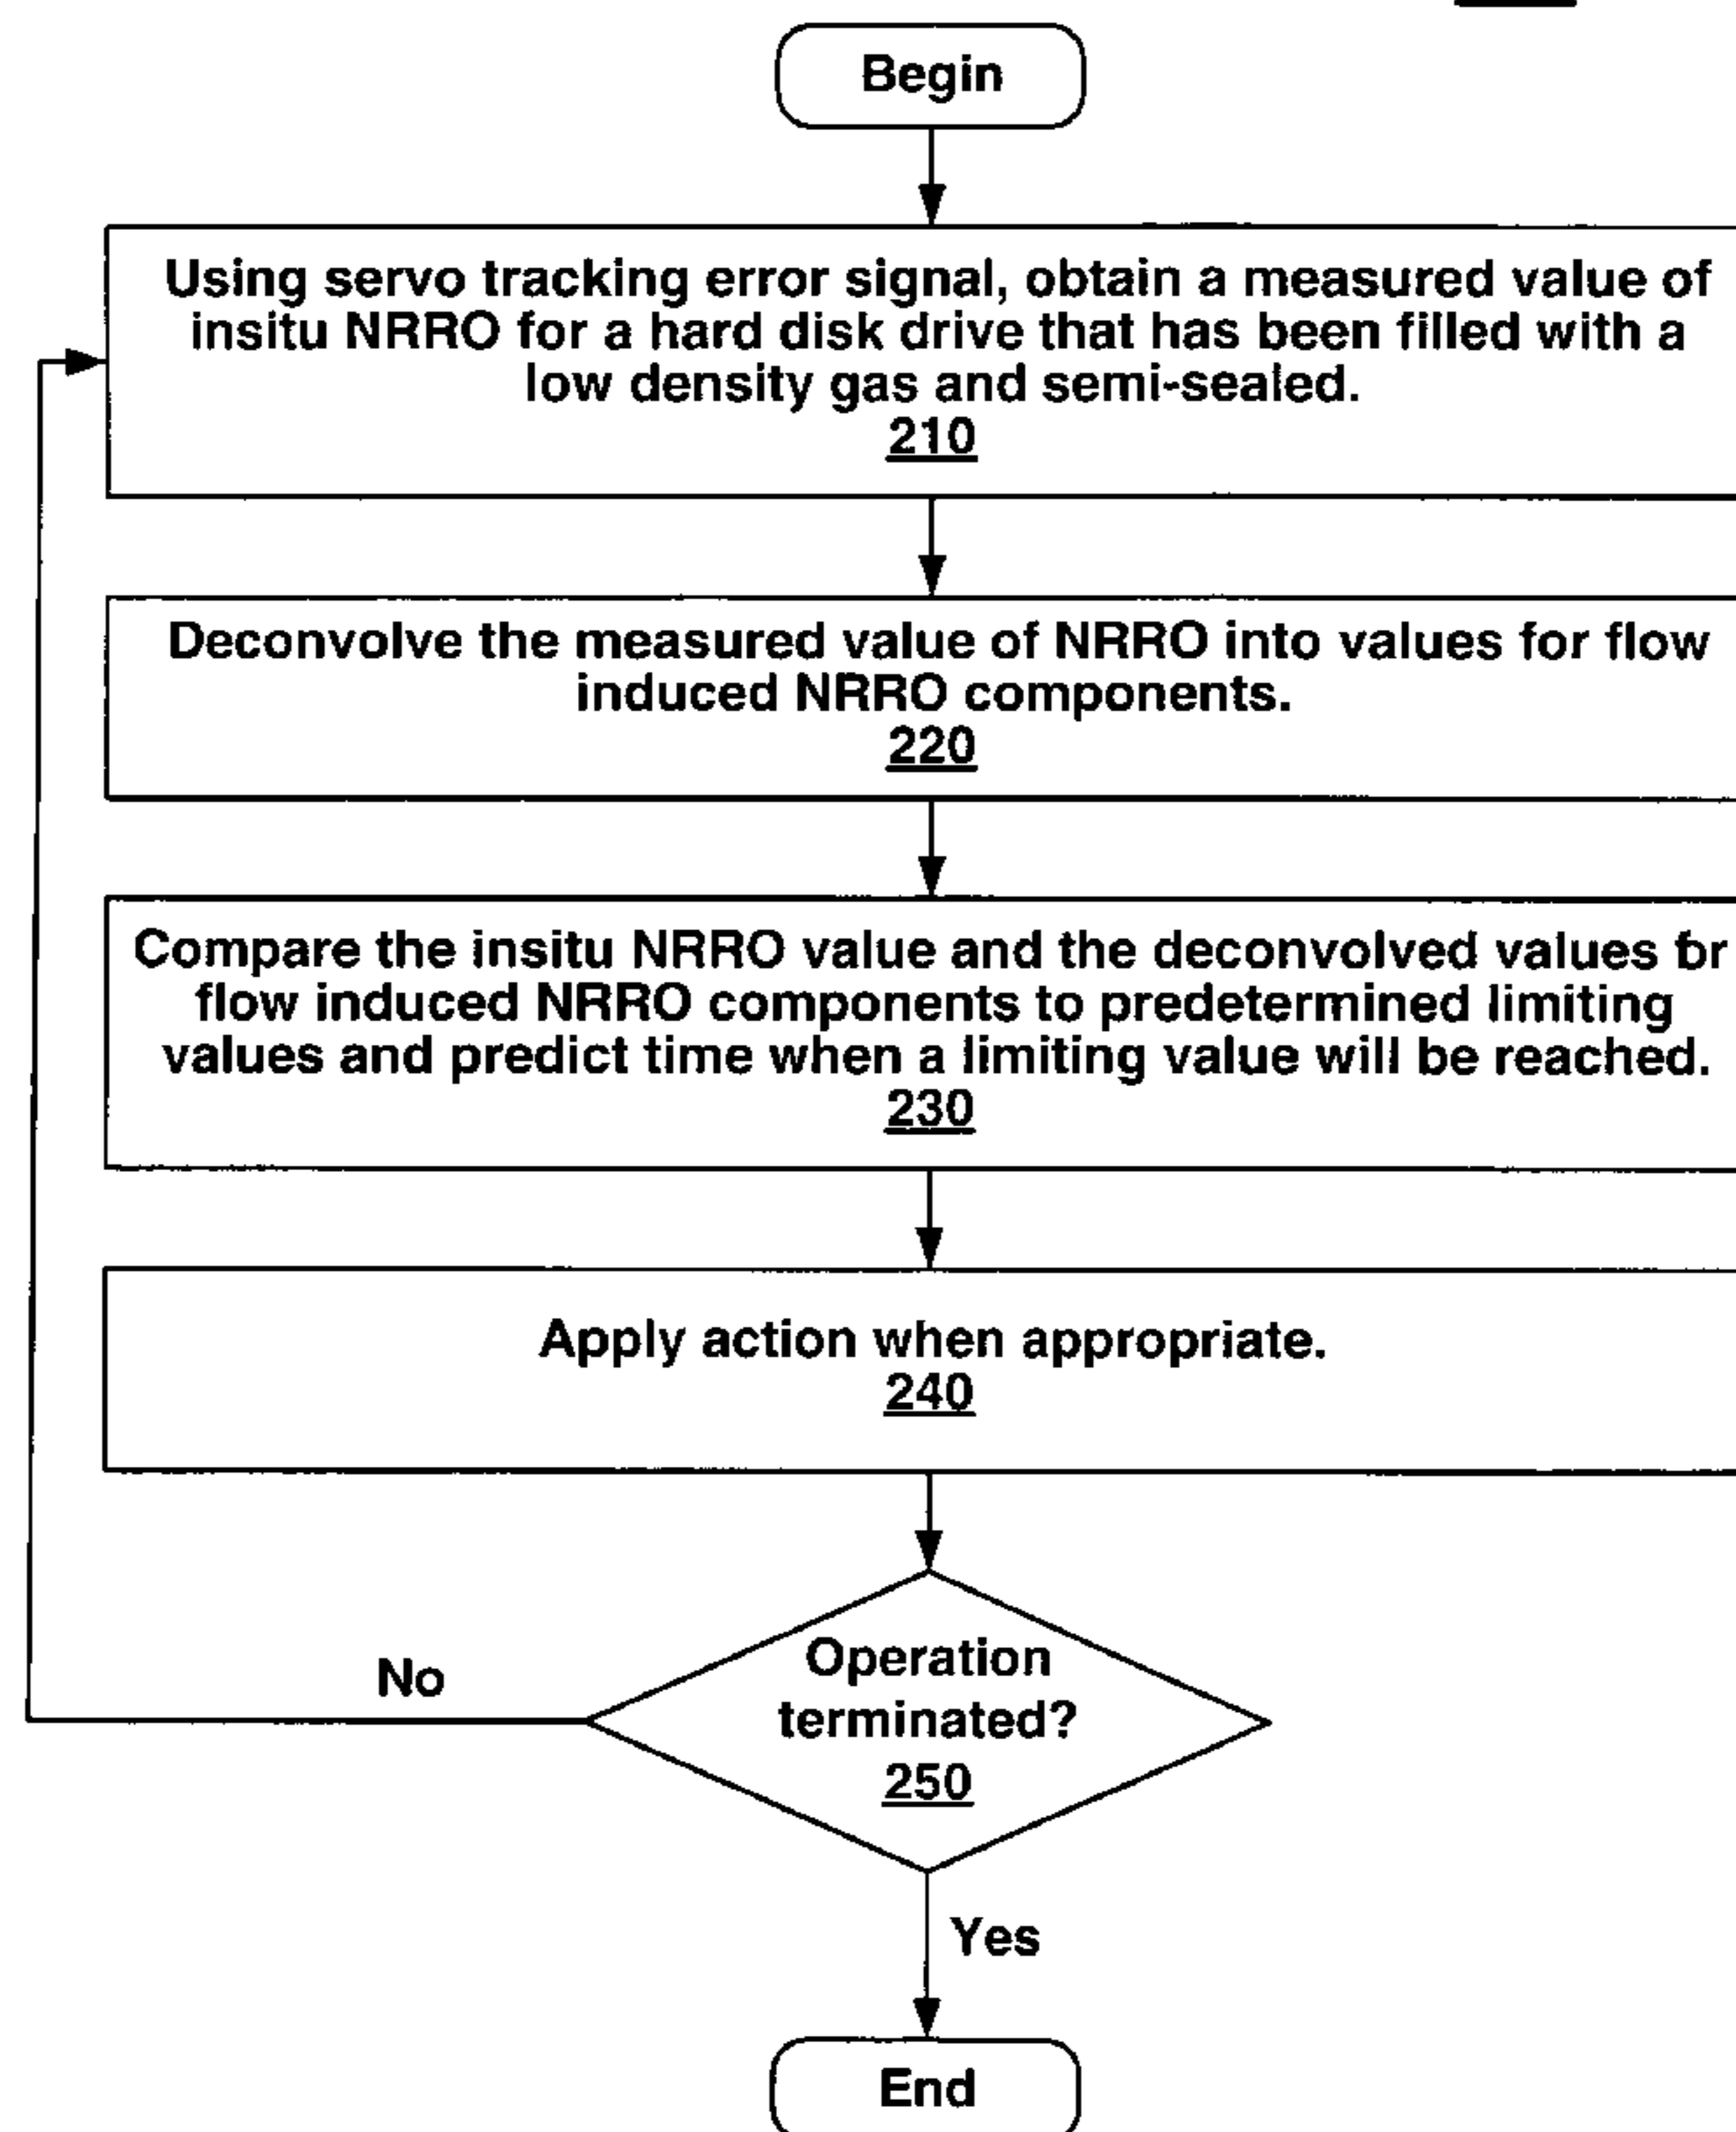 Begin
Using servo tracking error signal, obtain a measured value of
insitu NRRO for a hard disk drive that has been filled with a
low density gas and semi-sealed.
210
Deconvolve the measured value of NRRO into values for flow
induced NRRO components.
220
Compare the insitu NRRO value and the deconvolved values for
flow induced NRRO components to predetermined limiting
values and predict time when a limiting value will be reached.
230
Apply action when appropriate.
240
Operation
terminated?
250
No
Yes
End